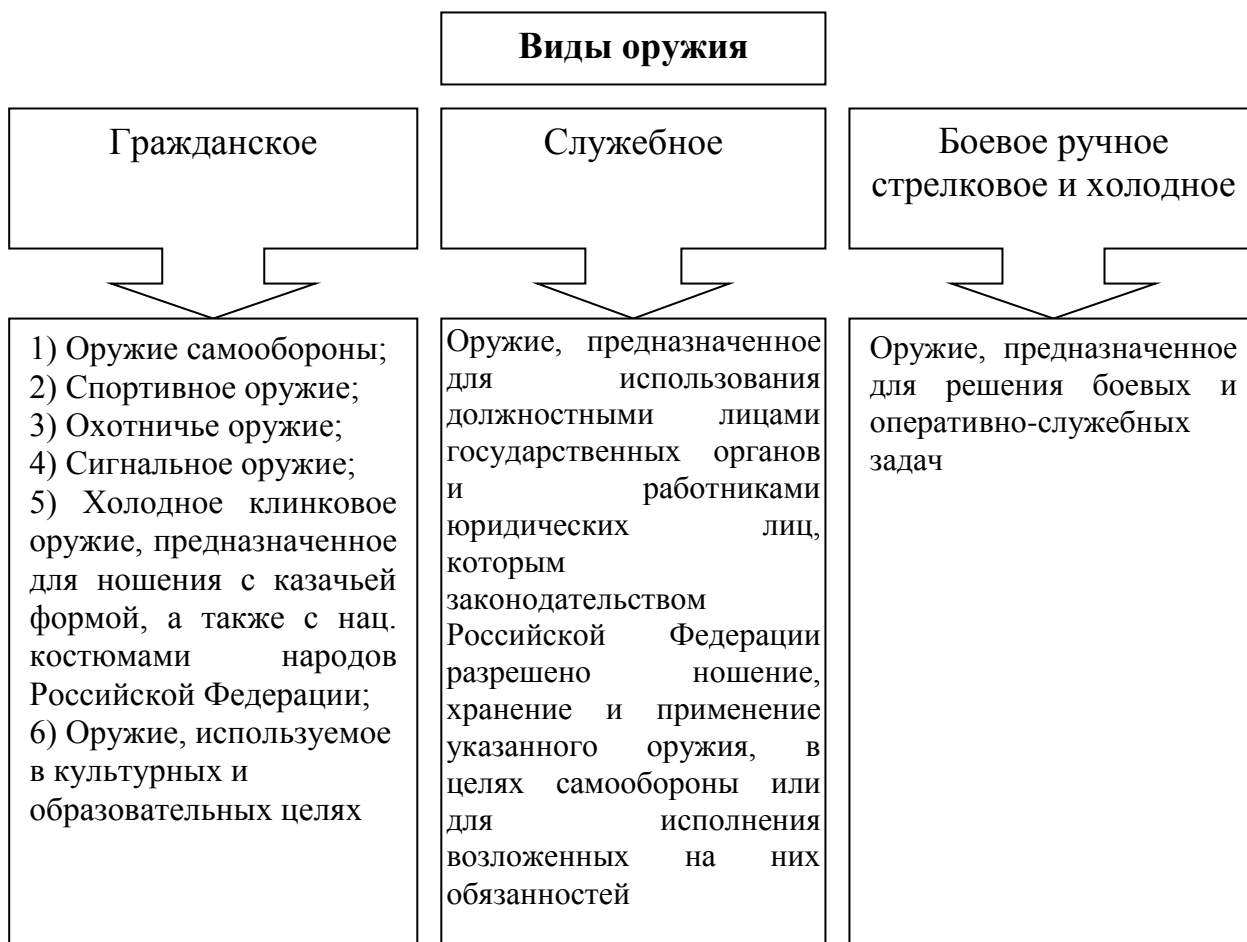 Виды оружия
Гражданское
Служебное
Боевое ручное
стрелковое и холодное
1) Оружие самообороны;
2) Спортивное оружие;
3) Охотничье оружие;
4) Сигнальное оружие;
5) Холодное клинковое
оружие, предназначенное
для ношения с казачьей
формой, а также с нац.
костюмами народов
Российской Федерации;
6) Оружие, используемое
в культурных и
образовательных целях
Оружие, предназначенное
для использования
должностными лицами
государственных органов
и работниками
юридических лиц,
которым
законодательством
Российской Федерации
разрешено ношение,
хранение и применение
указанного оружия, в
целях самообороны или
для исполнения
возложенных на них
обязанностей
Оружие, предназначенное
для решения боевых и
оперативно-служебных
задач